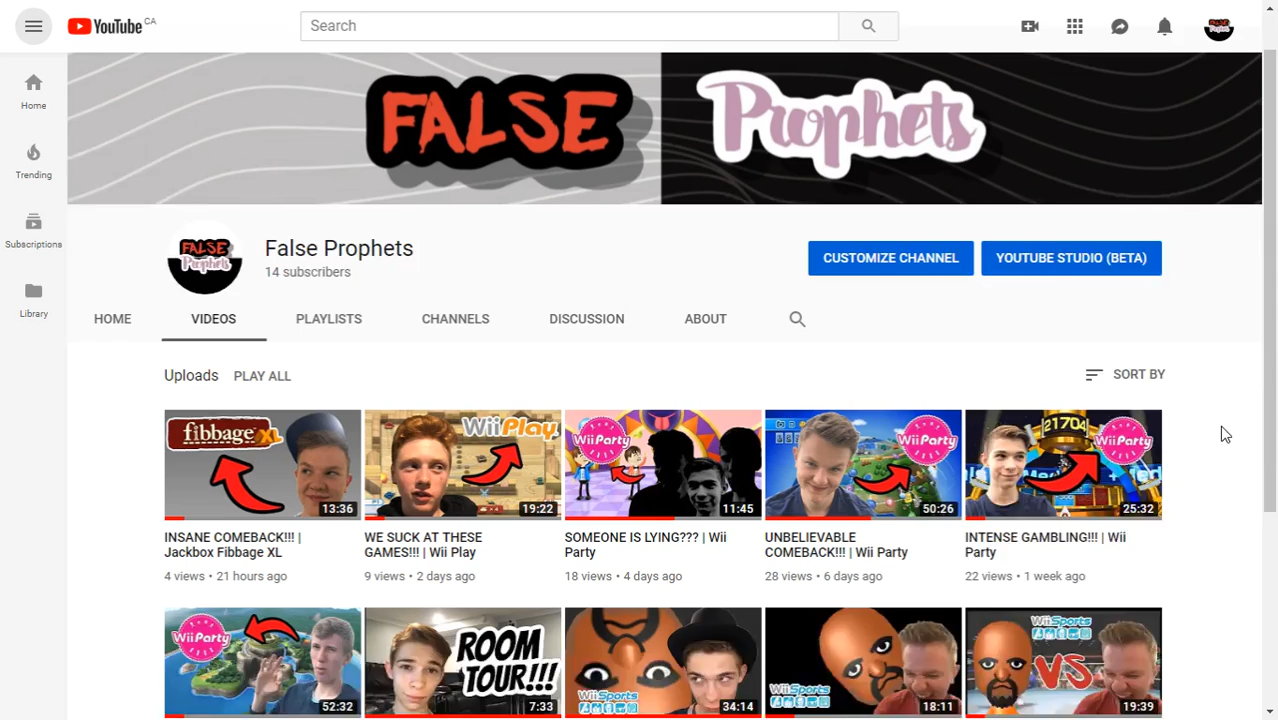 YouTube CA
Search
Home
Trending
Subscriptions
Library
FALSE Prophets
FALSE
Prophets
False Prophets
14 subscribers
CUSTOMIZE CHANNEL
YOUTUBE STUDIO (BETA)
HOME VIDEOS PLAYLISTS CHANNELS DISCUSSION ABOUT
Uploads PLAY ALL
SORT BY
fibbage XL
13:36
INSANE COMEBACK!!! |
Jackbox Fibbage XL
4 views • 21 hours ago
Wii Play
19:22
WE SUCK AT THESE
GAMES!!! | Wii Play
9 views • 2 days ago
Wii Party
11:45
SOMEONE IS LYING??? | Wii
Party
18 views • 4 days ago
Wii Party
50:26
UNBELIEVABLE
COMEBACK!!! | Wii Party
28 views • 6 days ago
21704
Wii Party
25:32
INTENSE GAMBLING!!! | Wii
Party
22 views • 1 week ago
Wii Party
52:32
ROOM
TOUR!!!
7:33
Wii Sports
34:14
Wii Sports
18:11
Wii Sports
VS
19:39